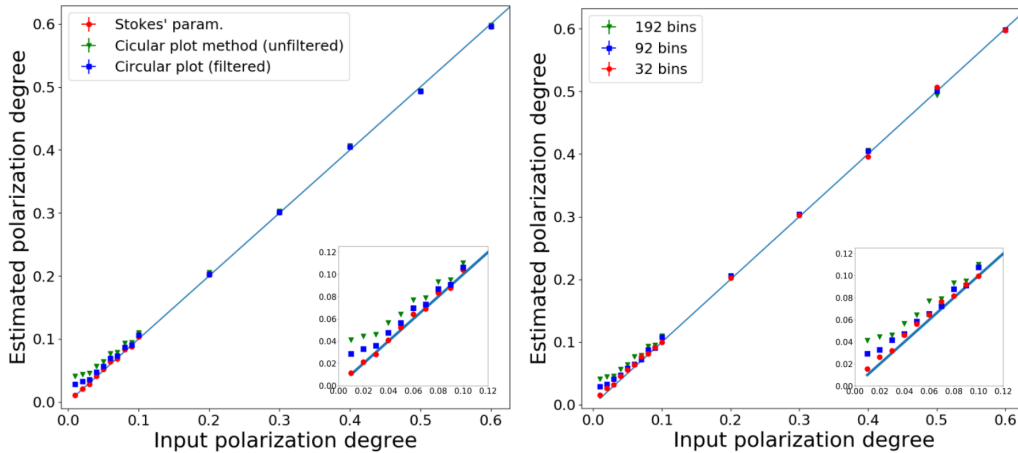 Estimated polarization degree
0.6
0.5
0.4
0.3
0.2
0.1
0.0
Stokes' param.
Cicular plot method (unfiltered)
Circular plot (filtered)
0.12
0.10
0.08
0.06
0.04
0.02
0.00
0.00 0.02 0.04 0.06 0.08 0.10 0.12
0.0 0.1 0.2 0.3 0.4 0.5 0.6
Input polarization degree
Estimated polarization degree
0.6
0.5
0.4
0.3
0.2
0.1
0.0
192 bins
92 bins
32 bins
0.12
0.10
0.08
0.06
0.04
0.02
0.00
0.00 0.02 0.04 0.06 0.08 0.10 0.12
0.0 0.1 0.2 0.3 0.4 0.5 0.6
Input polarization degree